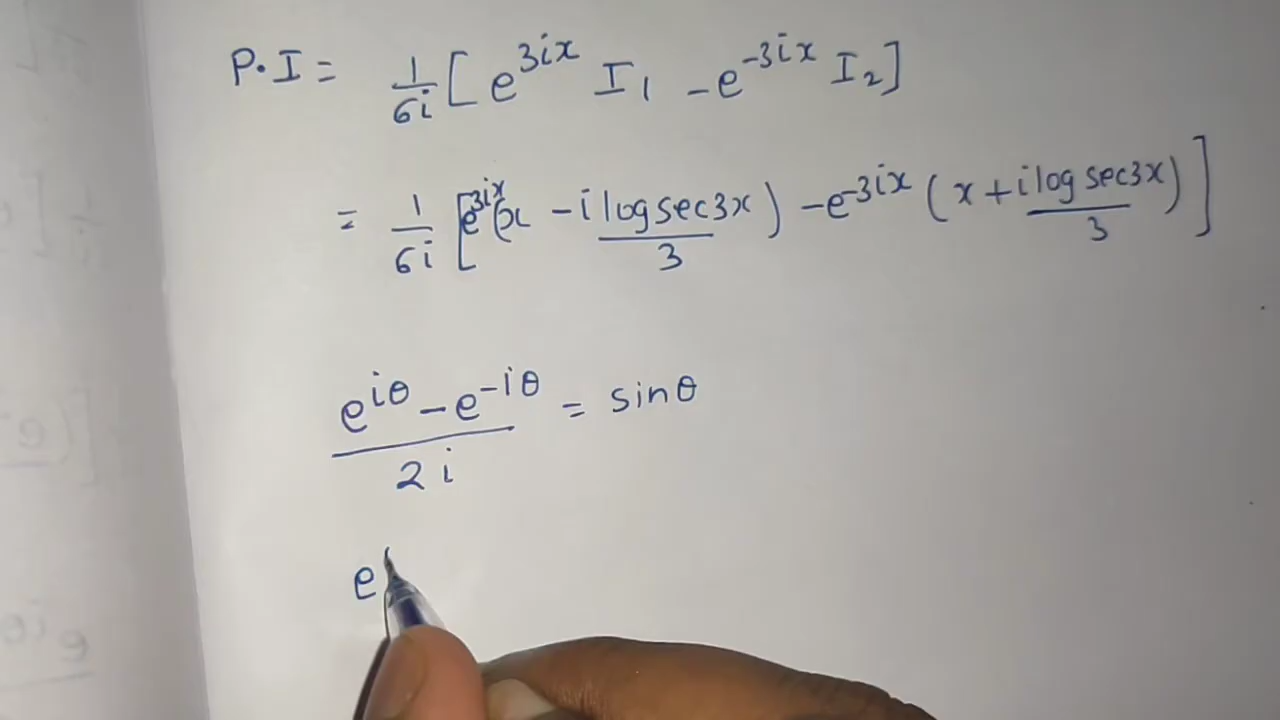 P.I = 1/6i [e^3ix I₁ - e^-3ix I₂]
= 1/6i [e^3ix (x - i log sec3x/3) - e^-3ix (x + i log sec3x/3)]
e^iθ - e^-iθ / 2i = sinθ
e